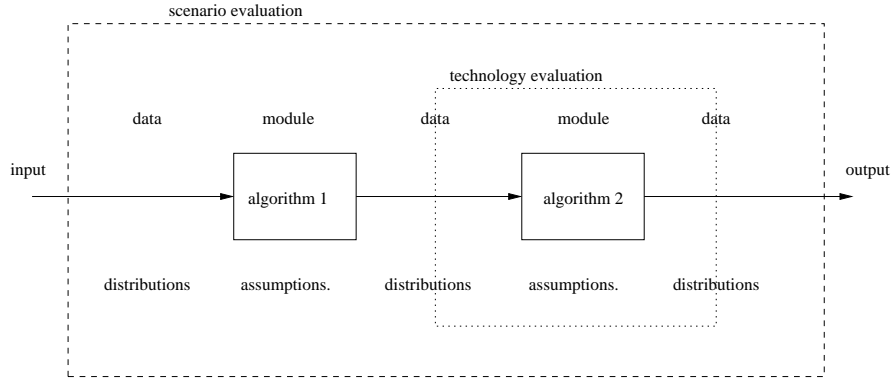 scenario evaluation
technology evaluation
data module data module data
input output
algorithm 1 algorithm 2
distributions assumptions. distributions assumptions. distributions